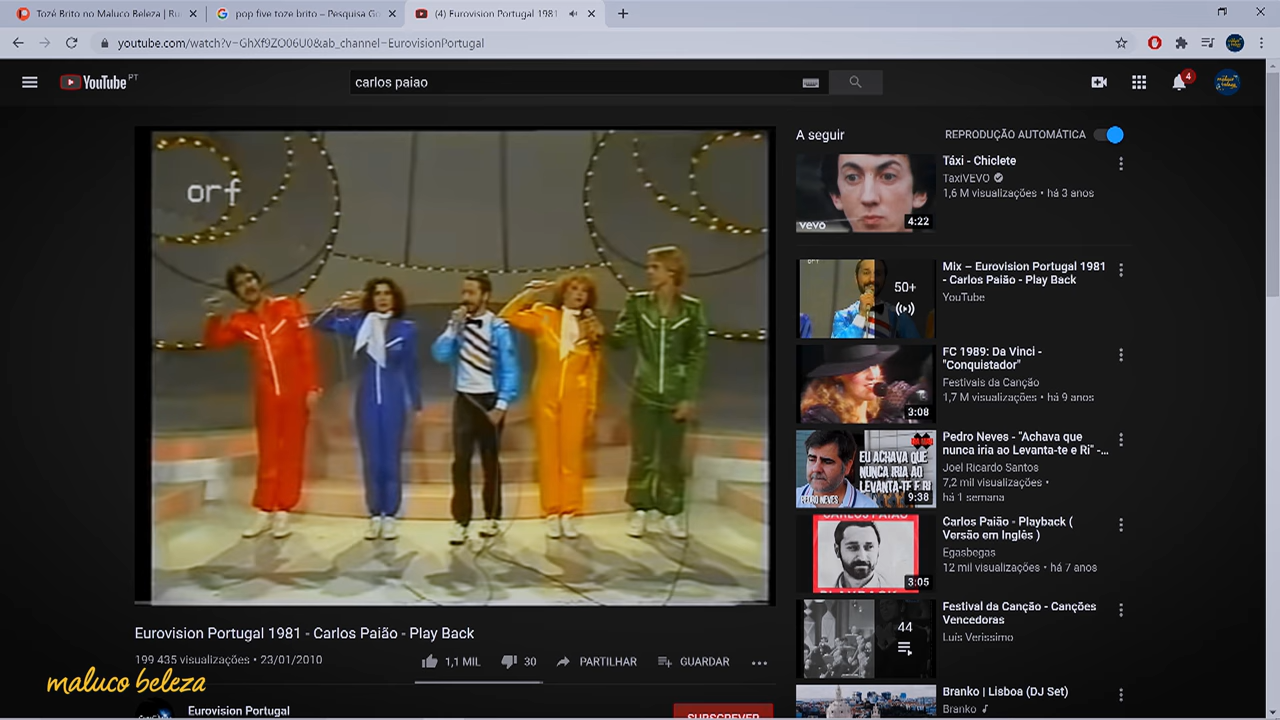 Tozé Brito no Maluco Beleza | Ru
pop five toze brito – Pesquisa Go
(4) Eurovision Portugal 1981
youtube.com/watch?v=GhXf9ZO06U0&ab_channel=EurovisionPortugal
YouTube PT
carlos paiao
4
orf
A seguir
REPRODUÇÃO AUTOMÁTICA
Táxi - Chiclete
TaxiVEVO
1,6 M visualizações • há 3 anos
vevo
4:22
Mix – Eurovision Portugal 1981
- Carlos Paião - Play Back
YouTube
50+
FC 1989: Da Vinci -
"Conquistador"
Festivais da Canção
1,7 M visualizações • há 9 anos
3:08
Pedro Neves - "Achava que
nunca iria ao Levanta-te e Ri" -...
Joel Ricardo Santos
7,2 mil visualizações •
há 1 semana
EU ACHAVA QUE
NUNCA IRIA AO
LEVANTA-TE E RI
PEDRO NEVES
9:38
Carlos Paião - Playback (
Versão em Inglês )
Egasbegas
12 mil visualizações • há 7 anos
CARLOS PAIÃO
PLAYBACK
3:05
Festival da Canção - Canções
Vencedoras
Luís Veríssimo
44
Branko | Lisboa (DJ Set)
Branko
Eurovision Portugal 1981 - Carlos Paião - Play Back
199 435 visualizações • 23/01/2010
1,1 MIL
30
PARTILHAR
GUARDAR
maluco beleza
Eurovision Portugal
SUBSCREVER